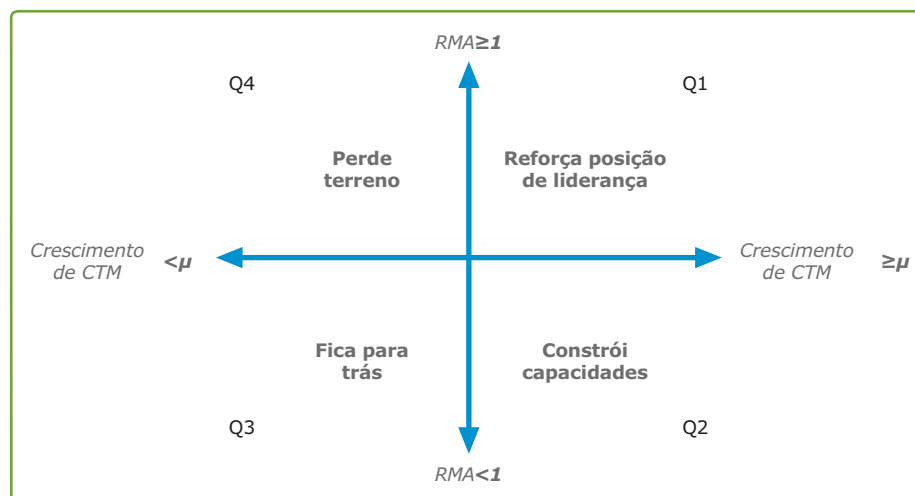 RMA≥1
Q4
Q1
Perde
terreno
Reforça posição
de liderança
Crescimento
de CTM <μ
Crescimento
de CTM ≥μ
Fica para
trás
Constrói
capacidades
Q3
Q2
RMA<1